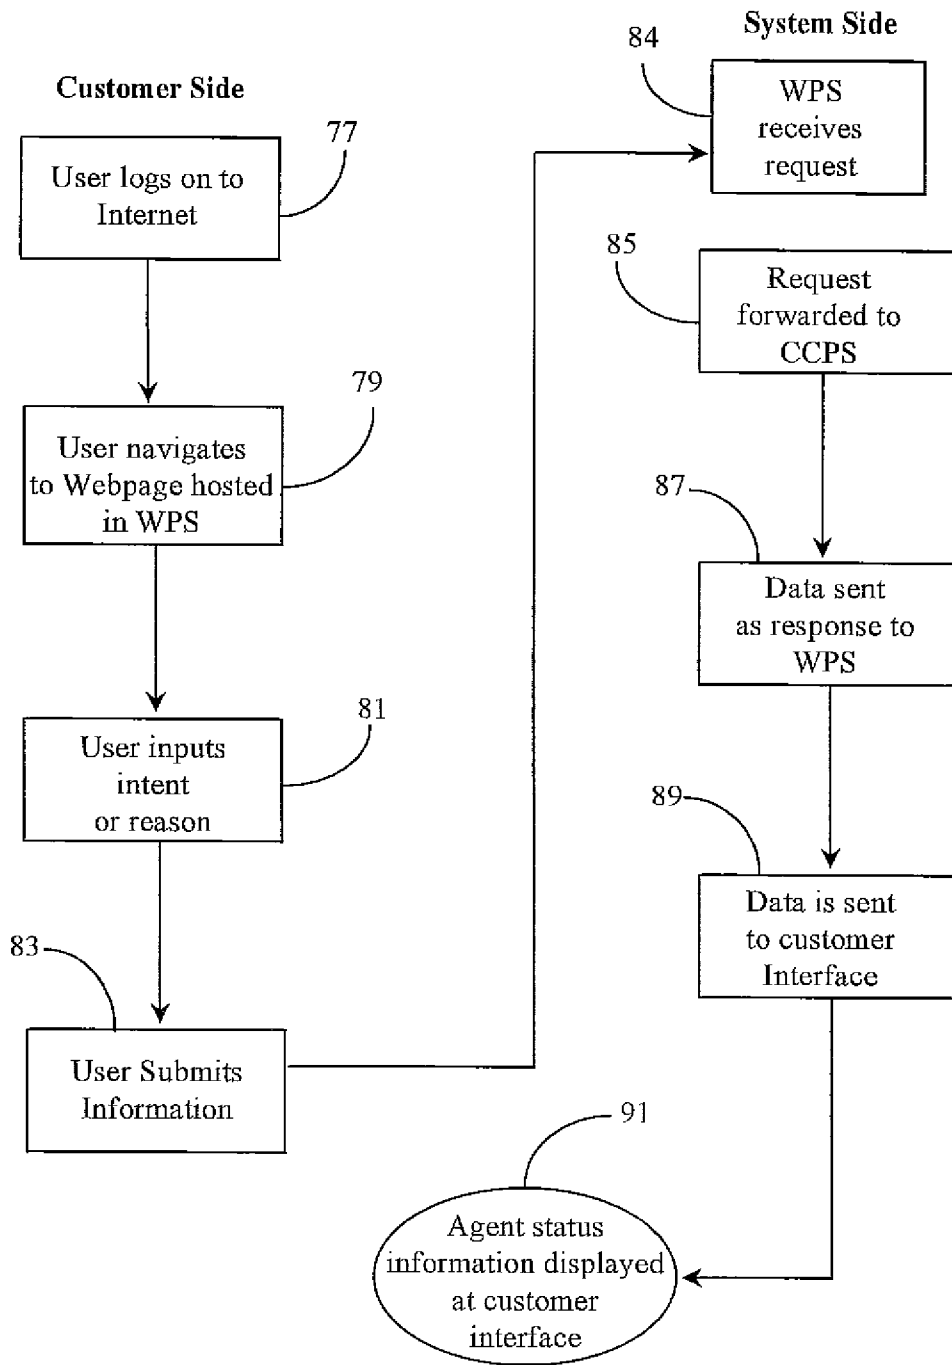 Customer Side
77
User logs on to
Internet
79
User navigates
to Webpage hosted
in WPS
81
User inputs
intent
or reason
83
User Submits
Information
System Side
84
WPS
receives
request
85
Request
forwarded to
CCPS
87
Data sent
as response to
WPS
89
Data is sent
to customer
Interface
91
Agent status
information displayed
at customer
interface